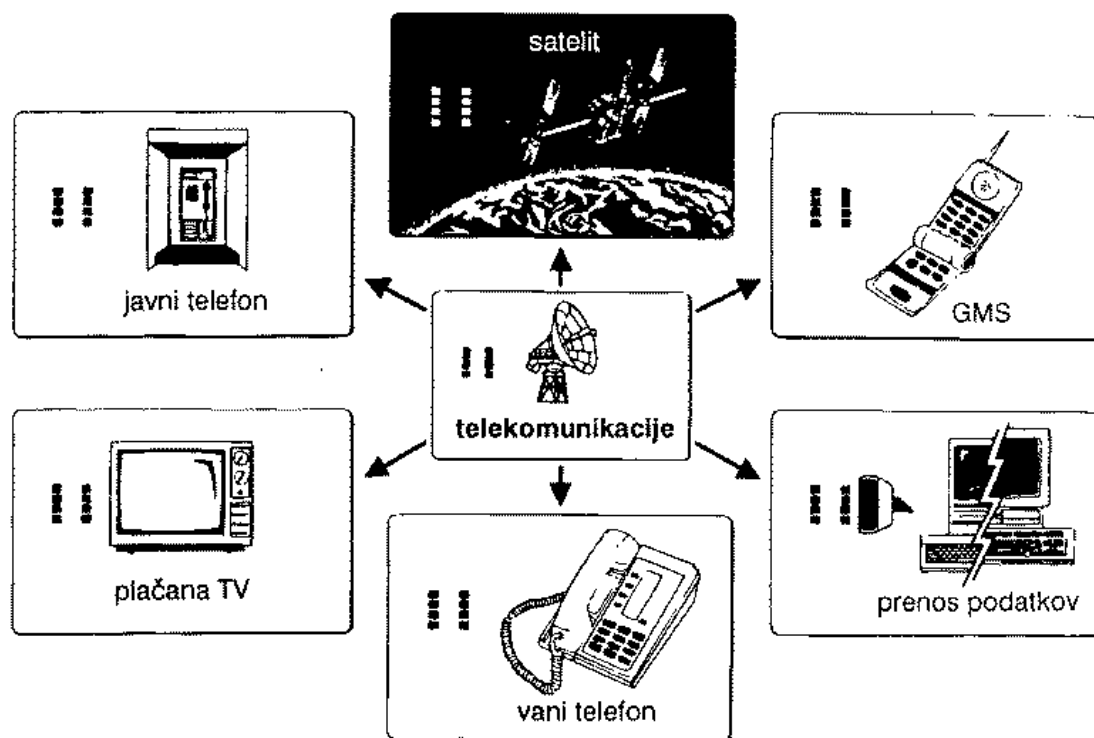 satelit
javni telefon
GMS
telekomunikacije
plačana TV
prenos podatkov
vani telefon